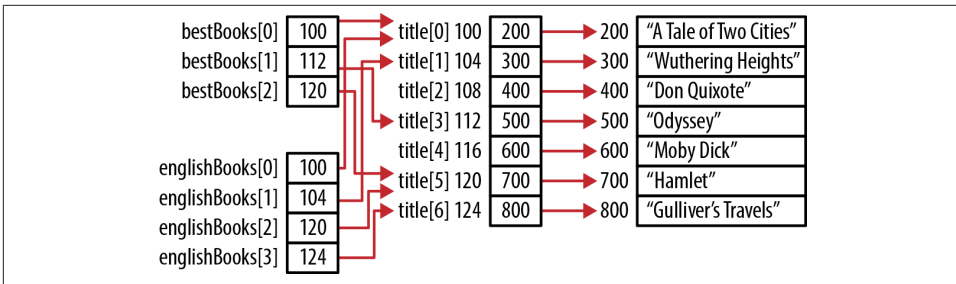 bestBooks[0] 100 title[0] 100 200 200 “A Tale of Two Cities”
bestBooks[1] 112 title[1] 104 300 300 “Wuthering Heights”
bestBooks[2] 120 title[2] 108 400 400 “Don Quixote”
title[3] 112 500 500 “Odyssey”
title[4] 116 600 600 “Moby Dick”
englishBooks[0] 100 title[5] 120 700 700 “Hamlet”
englishBooks[1] 104 title[6] 124 800 800 “Gulliver’s Travels”
englishBooks[2] 120
englishBooks[3] 124